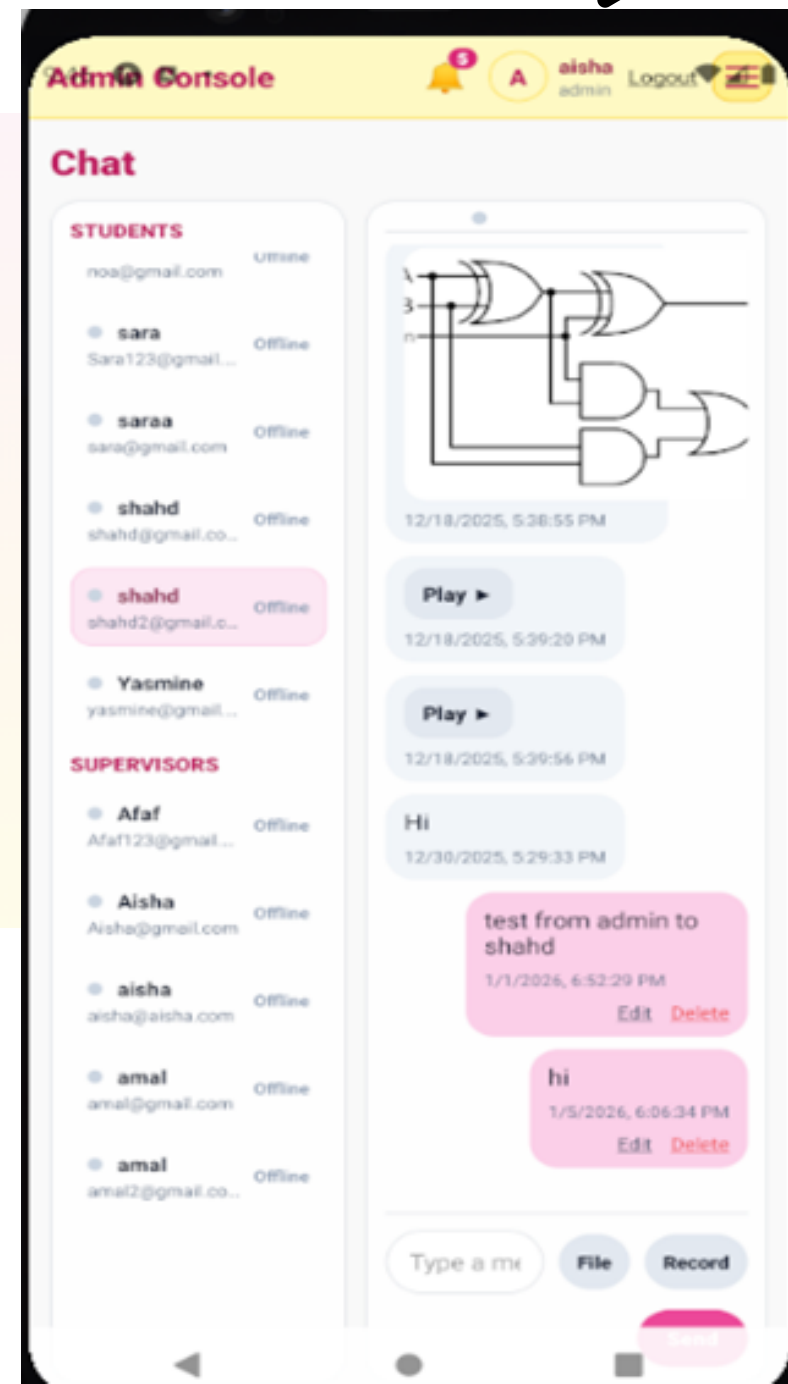 Admin Console
5
A
aisha
admin
Logout
Chat
STUDENTS
noa@gmail.com
Offline
sara
Sara123@gmail...
Offline
saraa
sara@gmail.com
Offline
shahd
shahd@gmail.co...
Offline
shahd
shahd2@gmail.c...
Offline
Yasmine
yasmine@gmail....
Offline
SUPERVISORS
Afaf
Afaf123@gmail....
Offline
Aisha
Aisha@gmail.com
Offline
aisha
aisha@aisha.com
Offline
amal
amal@gmail.com
Offline
amal
amal2@gmail.co...
Offline
A
B
n
12/18/2025, 5:38:55 PM
Play ►
12/18/2025, 5:39:20 PM
Play ►
12/18/2025, 5:39:56 PM
Hi
12/30/2025, 5:29:33 PM
test from admin to
shahd
1/1/2026, 6:52:29 PM
Edit Delete
hi
1/5/2026, 6:06:34 PM
Edit Delete
Type a me
File
Record
Send